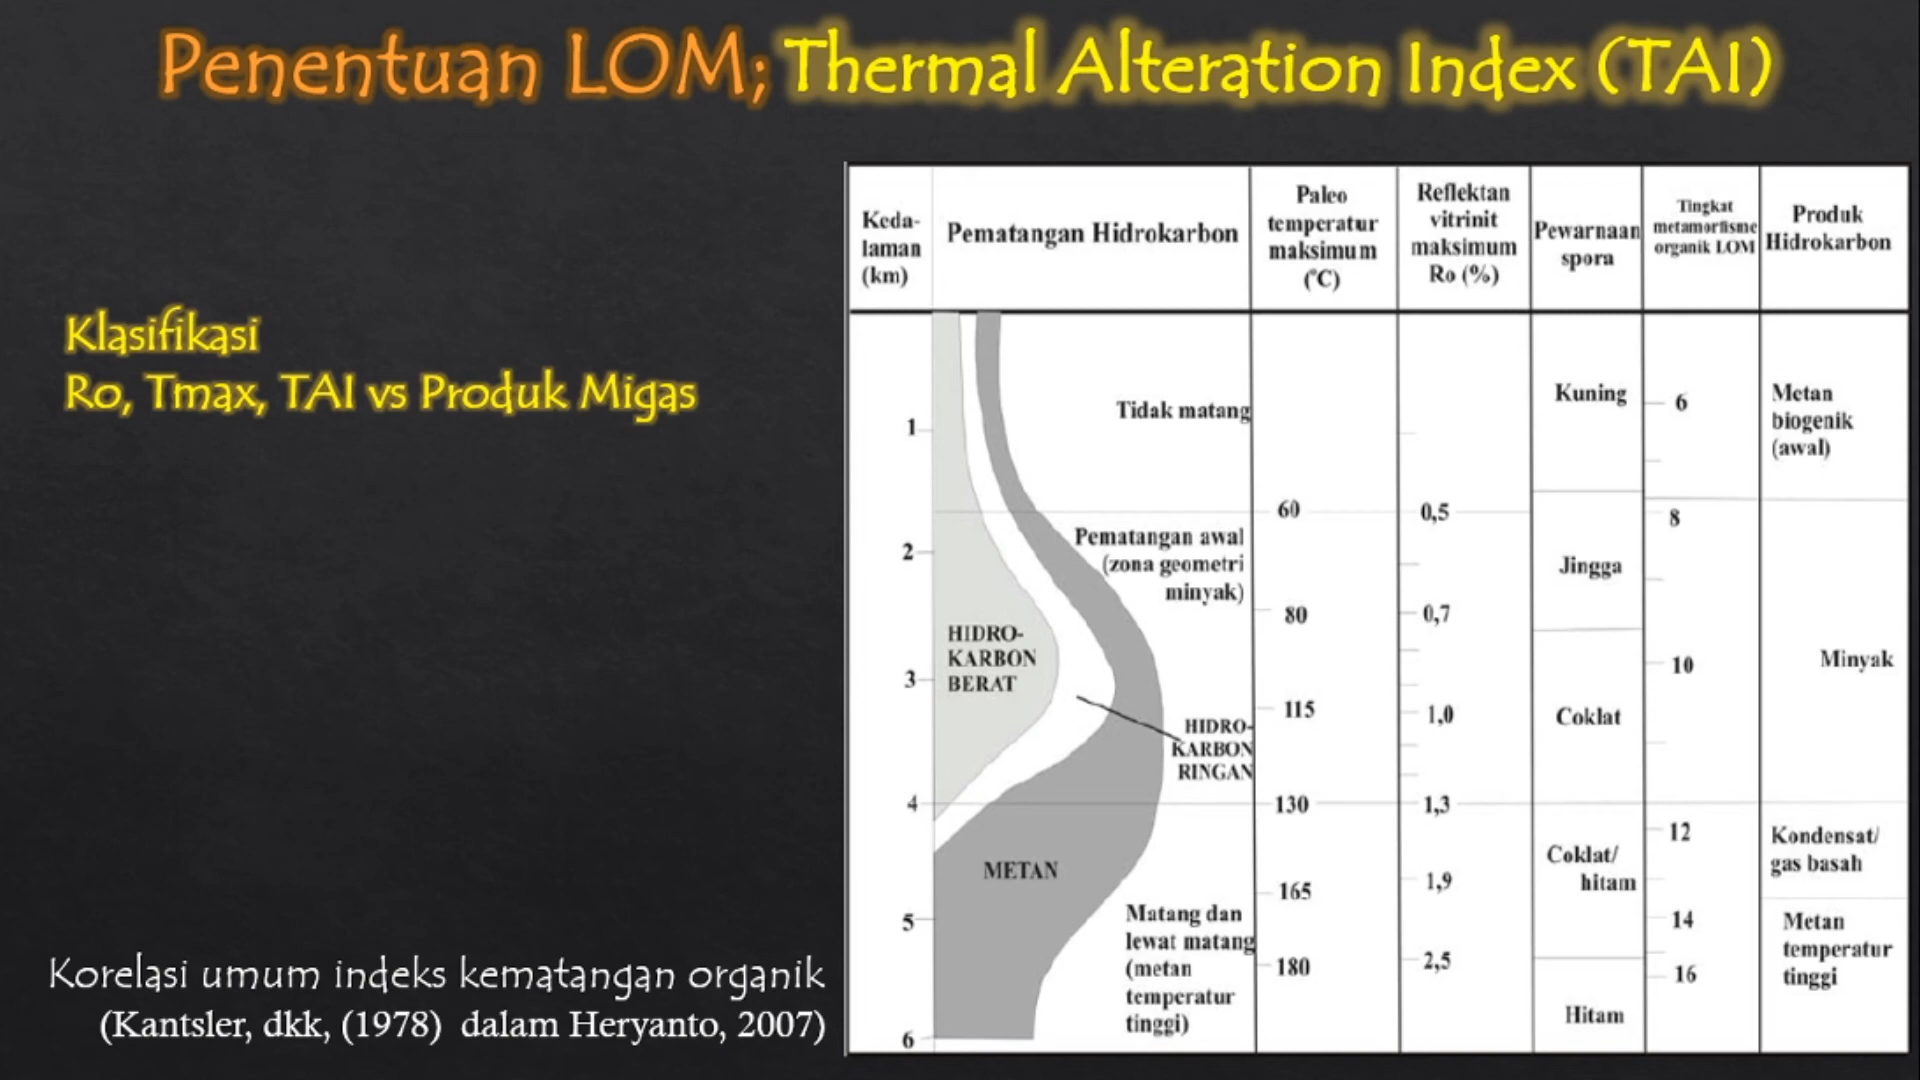 Penentuan LOM; Thermal Alteration Index (TAI)
Klasifikasi
Ro, Tmax, TAI vs Produk Migas
Korelasi umum indeks kematangan organik
(Kantsler, dkk, (1978) dalam Heryanto, 2007)
Keda-
laman
(km)
Pematangan Hidrokarbon
Paleo
temperatur
maksimum
(°C)
Reflektan
vitrinit
maksimum
Ro (%)
Pewarnaan
spora
Tingkat
metamorfisme
organik LOM
Produk
Hidrokarbon
1
2
3
4
5
6
Tidak matang
Pematangan awal
(zona geometri
minyak)
HIDRO-
KARBON
BERAT
HIDRO-
KARBON
RINGAN
METAN
Matang dan
lewat matang
(metan
temperatur
tinggi)
60
80
115
130
165
180
0,5
0,7
1,0
1,3
1,9
2,5
Kuning
Jingga
Coklat
Coklat/
hitam
Hitam
6
8
10
12
14
16
Metan
biogenik
(awal)
Minyak
Kondensat/
gas basah
Metan
temperatur
tinggi